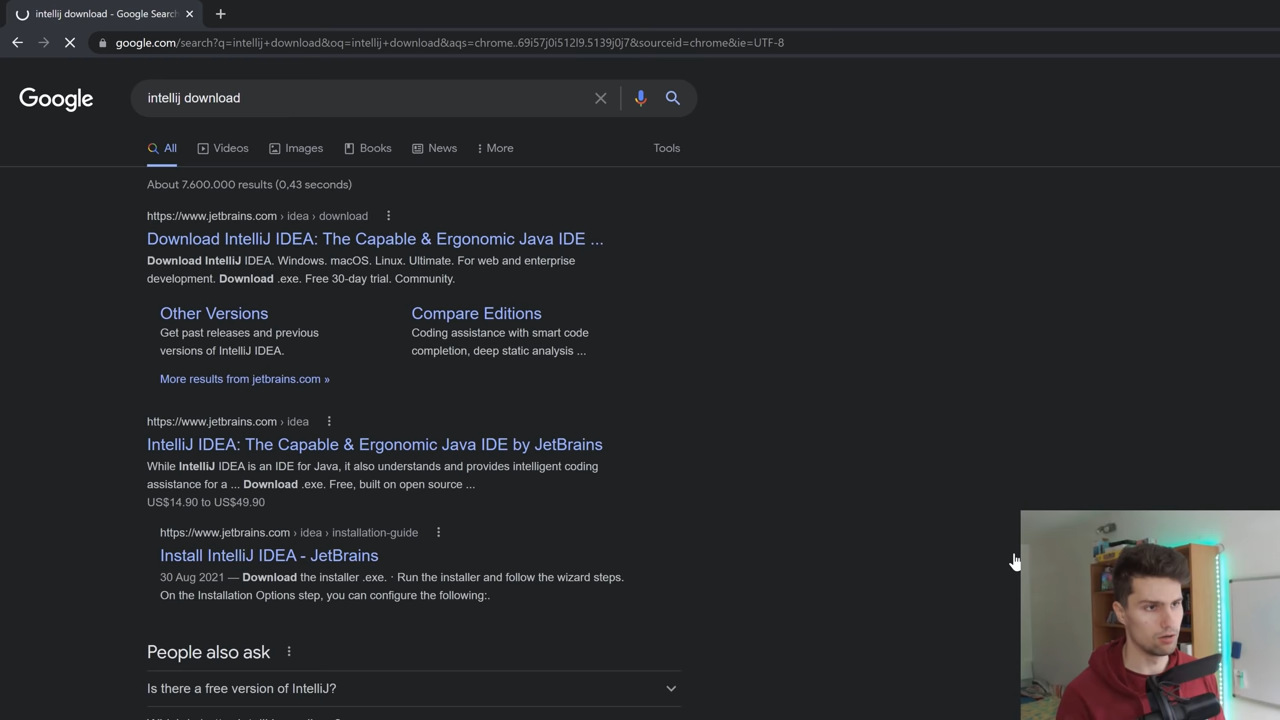 intellij download - Google Search
google.com/search?q=intellij+download&oq=intellij+download&aqs=chrome..69i57j0i512l9.5139j0j7&sourceid=chrome&ie=UTF-8
Google
intellij download
All Videos Images Books News More Tools
About 7.600.000 results (0,43 seconds)
https://www.jetbrains.com › idea › download
Download IntelliJ IDEA: The Capable & Ergonomic Java IDE ...
Download IntelliJ IDEA. Windows. macOS. Linux. Ultimate. For web and enterprise
development. Download .exe. Free 30-day trial. Community.
Other Versions
Get past releases and previous
versions of IntelliJ IDEA.
Compare Editions
Coding assistance with smart code
completion, deep static analysis ...
More results from jetbrains.com »
https://www.jetbrains.com › idea
IntelliJ IDEA: The Capable & Ergonomic Java IDE by JetBrains
While IntelliJ IDEA is an IDE for Java, it also understands and provides intelligent coding
assistance for a ... Download .exe. Free, built on open source ...
US$14.90 to US$49.90
https://www.jetbrains.com › idea › installation-guide
Install IntelliJ IDEA - JetBrains
30 Aug 2021 — Download the installer .exe. · Run the installer and follow the wizard steps.
On the Installation Options step, you can configure the following:.
People also ask
Is there a free version of IntelliJ?